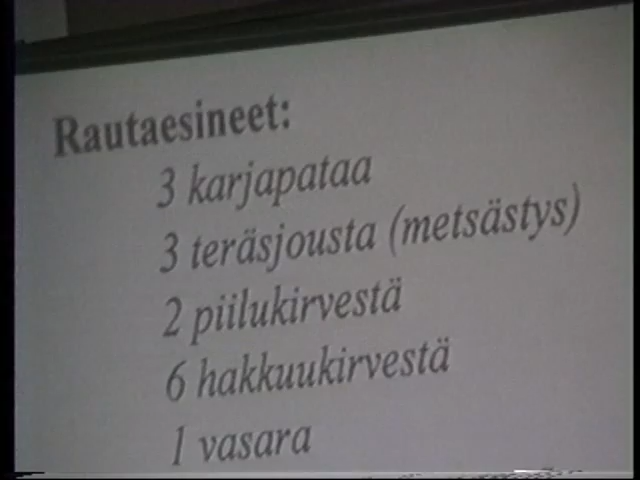 Rautaesineet:
3 karjapataa
3 teräsjousta (metsästys)
2 piilukirvestä
6 hakkuukirvestä
1 vasara